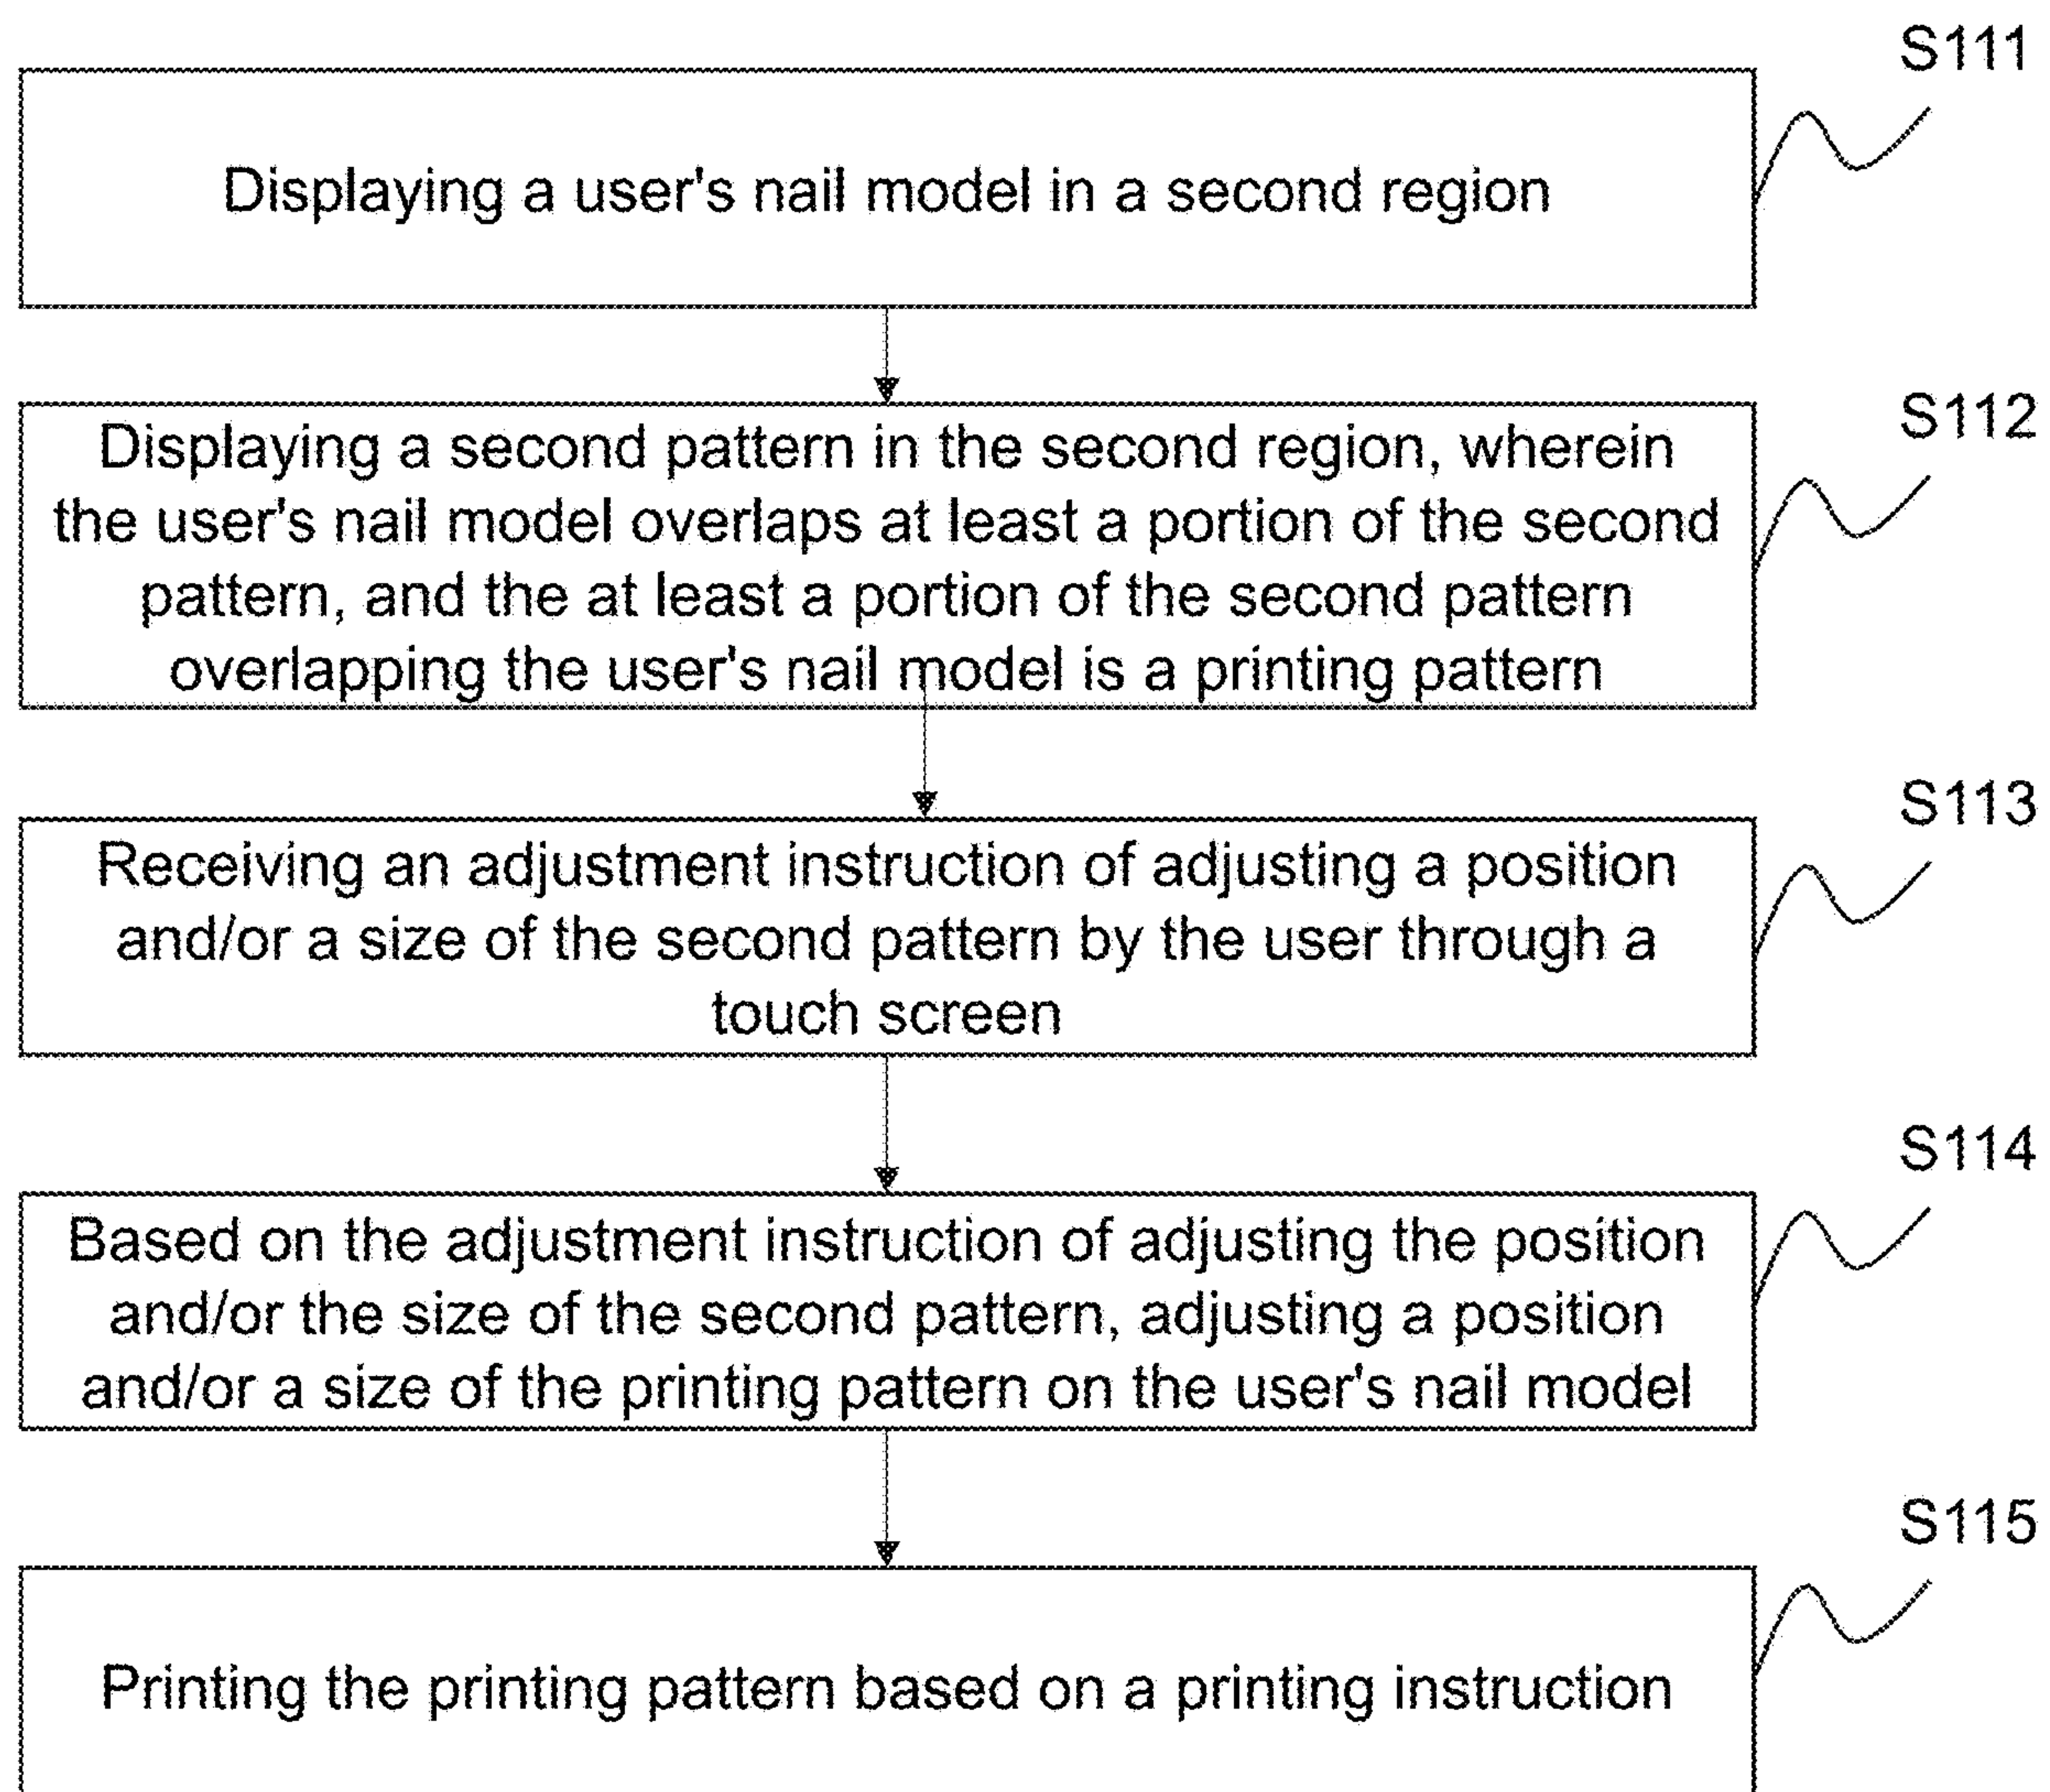 S111
Displaying a user's nail model in a second region
S112
Displaying a second pattern in the second region, wherein
the user's nail model overlaps at least a portion of the second
pattern, and the at least a portion of the second pattern
overlapping the user's nail model is a printing pattern
S113
Receiving an adjustment instruction of adjusting a position
and/or a size of the second pattern by the user through a
touch screen
S114
Based on the adjustment instruction of adjusting the position
and/or the size of the second pattern, adjusting a position
and/or a size of the printing pattern on the user's nail model
S115
Printing the printing pattern based on a printing instruction